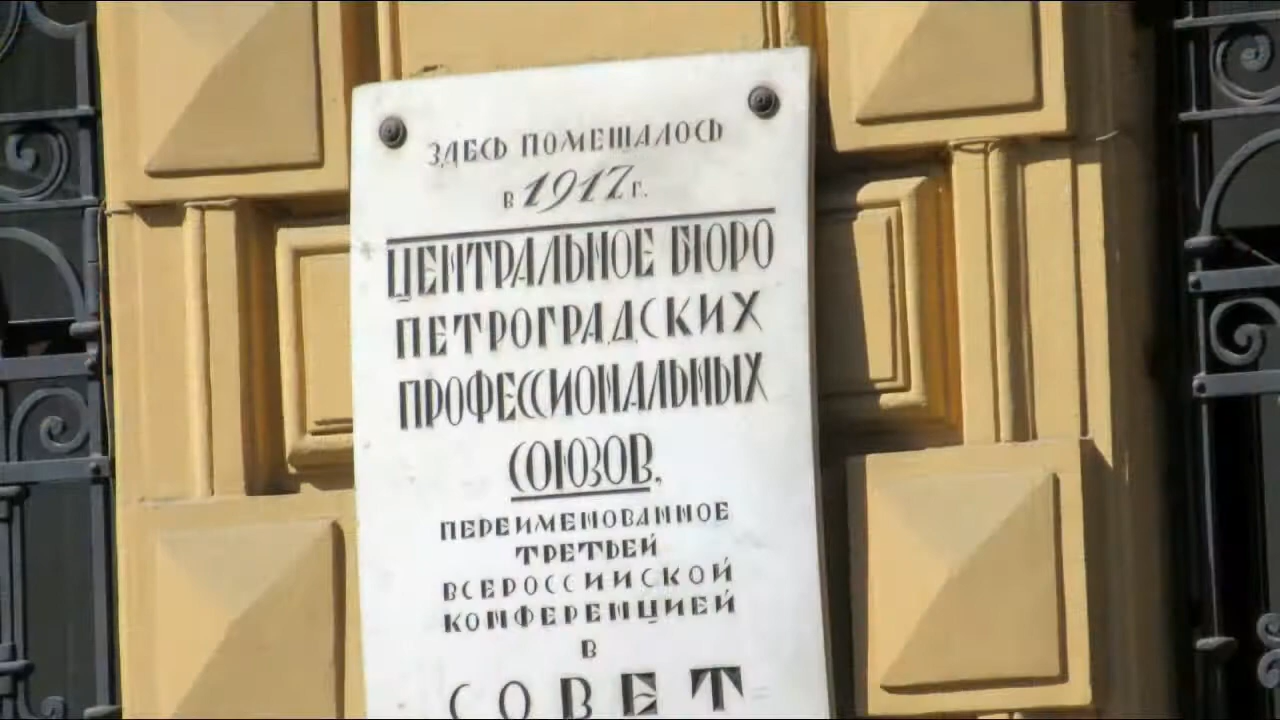 ЗДЕСЬ ПОМЕЩАЛОСЬ
В 1917 г.
ЦЕНТРАЛЬНОЕ БЮРО
ПЕТРОГРАДСКИХ
ПРОФЕССИОНАЛЬНЫХ
СОЮЗОВ,
ПЕРЕИМЕНОВАННОЕ
ТРЕТЬЕЙ
ВСЕРОССИЙСКОЙ
КОНФЕРЕНЦИЕЙ
В
СОВЕТ